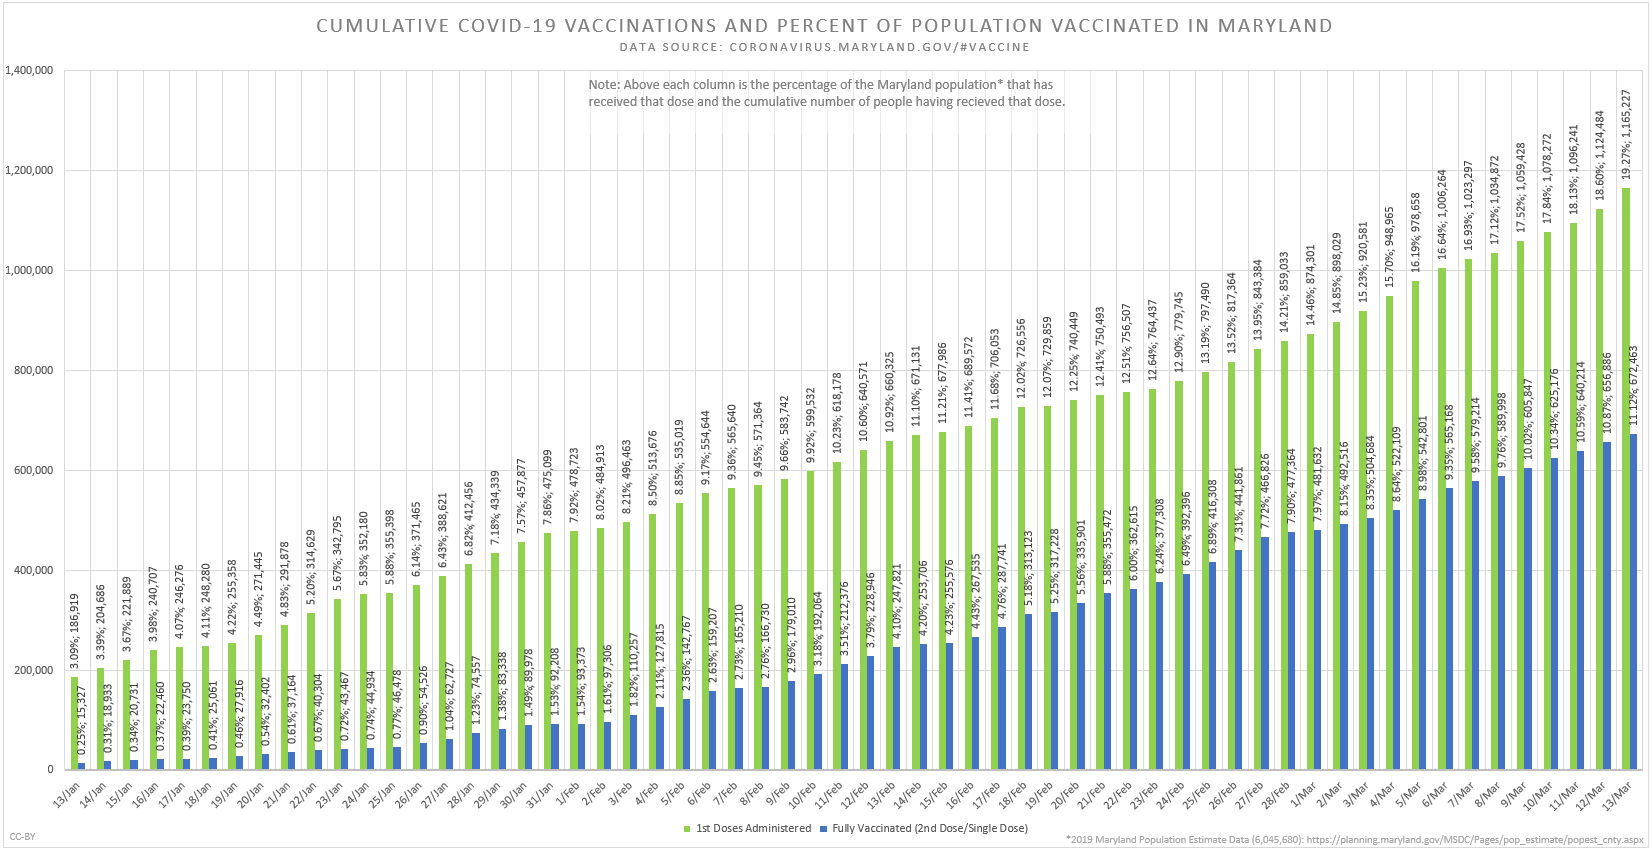 CUMULATIVE COVID-19 VACCINATIONS AND PERCENT OF POPULATION VACCINATED IN MARYLAND
DATA SOURCE: CORONAVIRUS.MARYLAND.GOV/#VACCINE
Note: Above each column is the percentage of the Maryland population* that has
received that dose and the cumulative number of people having recieved that dose.
1,400,000
1,200,000
1,000,000
800,000
600,000
400,000
200,000
0
3.09%; 186,919
0.25%; 15,327
3.39%; 204,686
0.31%; 18,933
3.67%; 221,889
0.34%; 20,731
3.98%; 240,707
0.37%; 22,460
4.07%; 246,276
0.39%; 23,750
4.11%; 248,280
0.41%; 25,061
4.22%; 255,358
0.46%; 27,916
4.49%; 271,445
0.54%; 32,402
4.83%; 291,878
0.61%; 37,164
5.20%; 314,629
0.67%; 40,304
5.67%; 342,795
0.72%; 43,467
5.83%; 352,180
0.74%; 44,934
5.88%; 355,398
0.77%; 46,478
6.14%; 371,465
0.90%; 54,526
6.43%; 388,621
1.04%; 62,727
6.82%; 412,456
1.23%; 74,557
7.18%; 434,339
1.38%; 83,338
7.57%; 457,877
1.49%; 89,978
7.86%; 475,099
1.53%; 92,208
7.92%; 478,723
1.54%; 93,373
8.02%; 484,913
1.61%; 97,306
8.21%; 496,463
1.82%; 110,257
8.50%; 513,676
2.11%; 127,815
8.85%; 535,019
2.36%; 142,767
9.17%; 554,644
2.63%; 159,207
9.36%; 565,640
2.73%; 165,210
9.45%; 571,364
2.76%; 166,730
9.66%; 583,742
2.96%; 179,010
9.92%; 599,532
3.18%; 192,064
10.23%; 618,178
3.51%; 212,376
10.60%; 640,571
3.79%; 228,946
10.92%; 660,325
4.10%; 247,821
11.10%; 671,131
4.20%; 253,706
11.21%; 677,986
4.23%; 255,576
11.41%; 689,572
4.43%; 267,535
11.68%; 706,053
4.76%; 287,741
12.02%; 726,556
5.18%; 313,123
12.07%; 729,859
5.25%; 317,228
12.25%; 740,449
5.56%; 335,901
12.41%; 750,493
5.88%; 355,472
12.51%; 756,507
6.00%; 362,615
12.64%; 764,437
6.24%; 377,308
12.90%; 779,745
6.49%; 392,396
13.19%; 797,490
6.89%; 416,308
13.52%; 817,364
7.31%; 441,861
13.95%; 843,384
7.72%; 466,826
14.21%; 859,033
7.90%; 477,364
14.46%; 874,301
7.97%; 481,632
14.85%; 898,029
8.15%; 492,516
15.23%; 920,581
8.35%; 504,684
15.70%; 948,965
8.64%; 522,109
16.19%; 978,658
8.98%; 542,801
16.64%; 1,006,264
9.35%; 565,168
16.93%; 1,023,297
9.58%; 579,214
17.12%; 1,034,872
9.76%; 589,998
17.52%; 1,059,428
10.02%; 605,847
17.84%; 1,078,272
10.34%; 625,176
18.13%; 1,096,241
10.59%; 640,214
18.60%; 1,124,484
10.87%; 656,886
19.27%; 1,165,227
11.12%; 672,463
13/Jan
14/Jan
15/Jan
16/Jan
17/Jan
18/Jan
19/Jan
20/Jan
21/Jan
22/Jan
23/Jan
24/Jan
25/Jan
26/Jan
27/Jan
28/Jan
29/Jan
30/Jan
31/Jan
1/Feb
2/Feb
3/Feb
4/Feb
5/Feb
6/Feb
7/Feb
8/Feb
9/Feb
10/Feb
11/Feb
12/Feb
13/Feb
14/Feb
15/Feb
16/Feb
17/Feb
18/Feb
19/Feb
20/Feb
21/Feb
22/Feb
23/Feb
24/Feb
25/Feb
26/Feb
27/Feb
28/Feb
1/Mar
2/Mar
3/Mar
4/Mar
5/Mar
6/Mar
7/Mar
8/Mar
9/Mar
10/Mar
11/Mar
12/Mar
13/Mar
1st Doses Administered
Fully Vaccinated (2nd Dose/Single Dose)
CC-BY
*2019 Maryland Population Estimate Data (6,045,680): https://planning.maryland.gov/MSDC/Pages/pop_estimate/popest_cnty.aspx